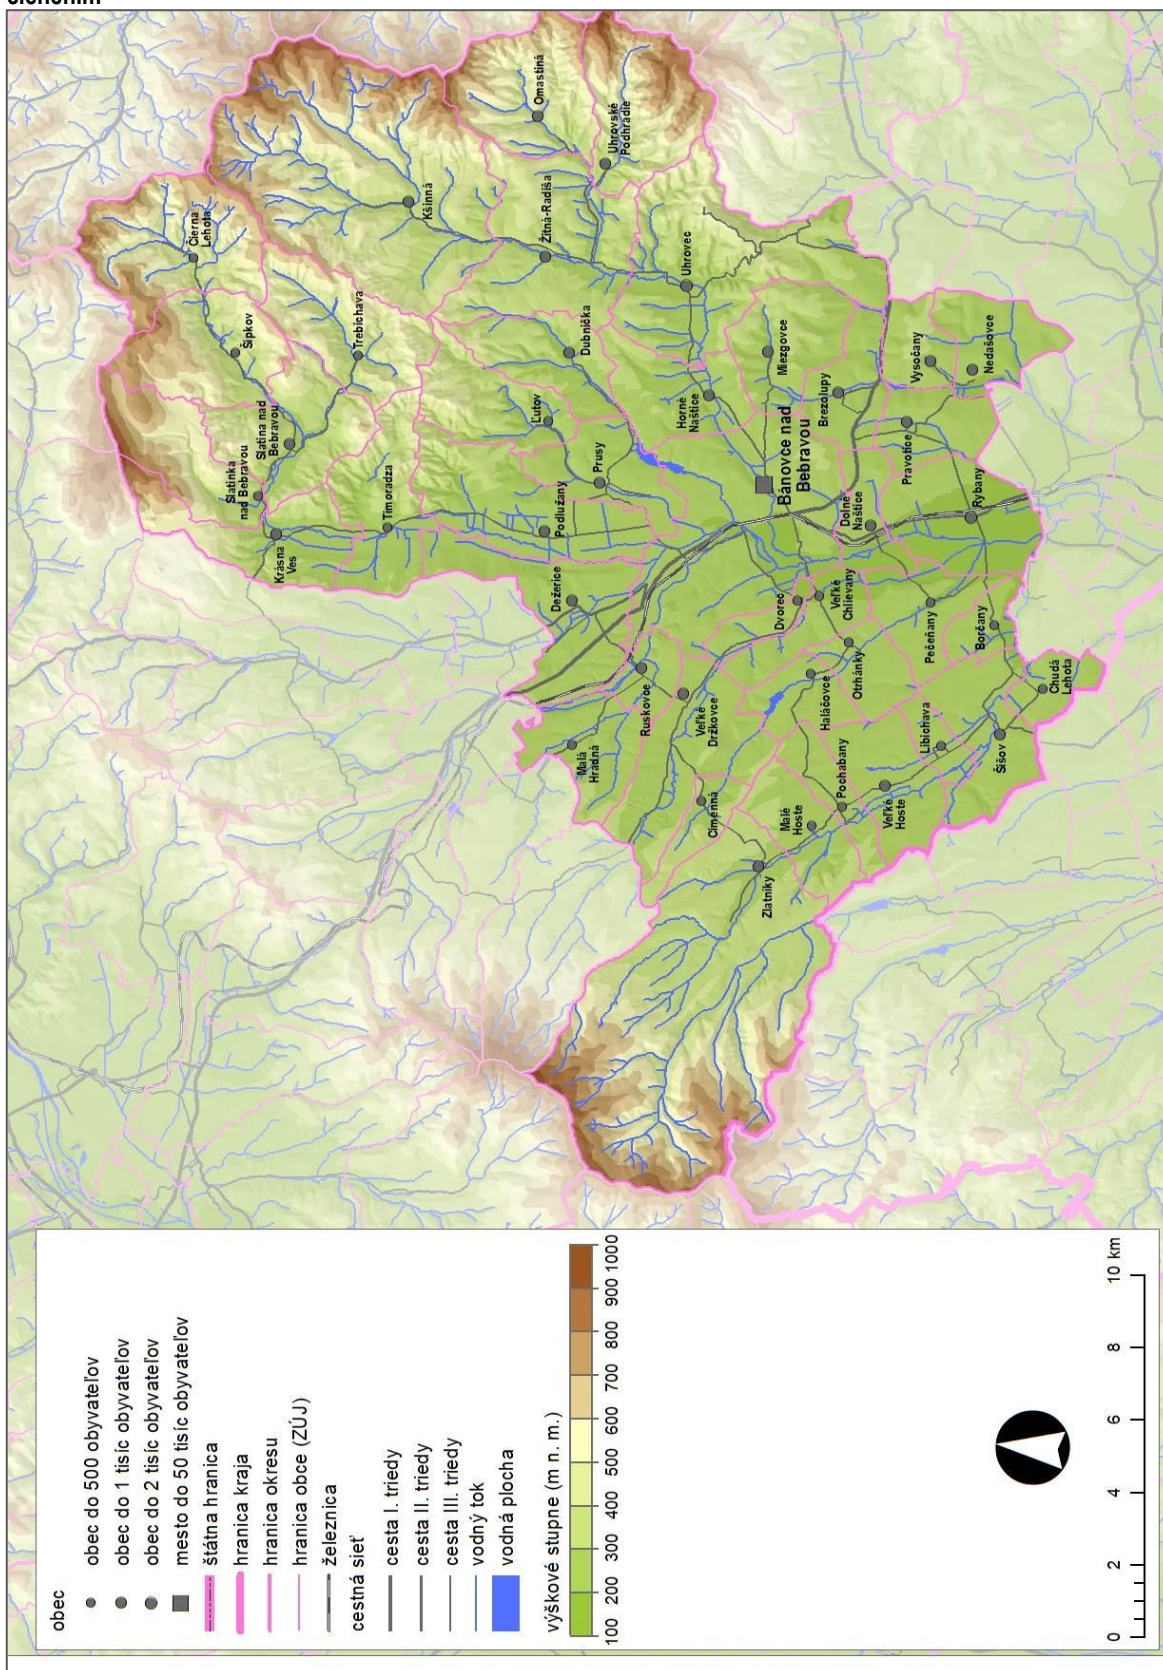 obec
obec do 500 obyvateľov
obec do 1 tisíc obyvateľov
obec do 2 tisíc obyvateľov
mesto do 50 tisíc obyvateľov
štátna hranica
hranica kraja
hranica okresu
hranica obce (ZÚJ)
železnica
cestná sieť
cesta I. triedy
cesta II. triedy
cesta III. triedy
vodný tok
vodná plocha
výškové stupne (m n. m.)
100 200 300 400 500 600 700 800 900 1000
0 2 4 6 8 10 km
Čierna
Lehota
Šípkov
Slatinka
nad Bebravou
Slatina nad
Bebravou
Krásna
Ves
Trebichava
Timoradza
Kšinná
Omastiná
Uhrovské
Podhradie
Žitná-Radiša
Dubnička
Ľutov
Prusy
Podlužany
Dežerice
Malá
Hradná
Ruskovce
Veľké
Držkovce
Cimenná
Zlatníky
Malé
Hoste
Pochabany
Veľké
Hoste
Haláčovce
Otrhánky
Dvorec
Veľké
Chlievany
Uhrovec
Horné
Naštice
Miezgovce
Bánovce nad
Bebravou
Brezolupy
Dolné
Naštice
Pravotice
Vysočany
Nedašovce
Rybany
Pečeňany
Borčany
Libichava
Šišov
Chudá
Lehota